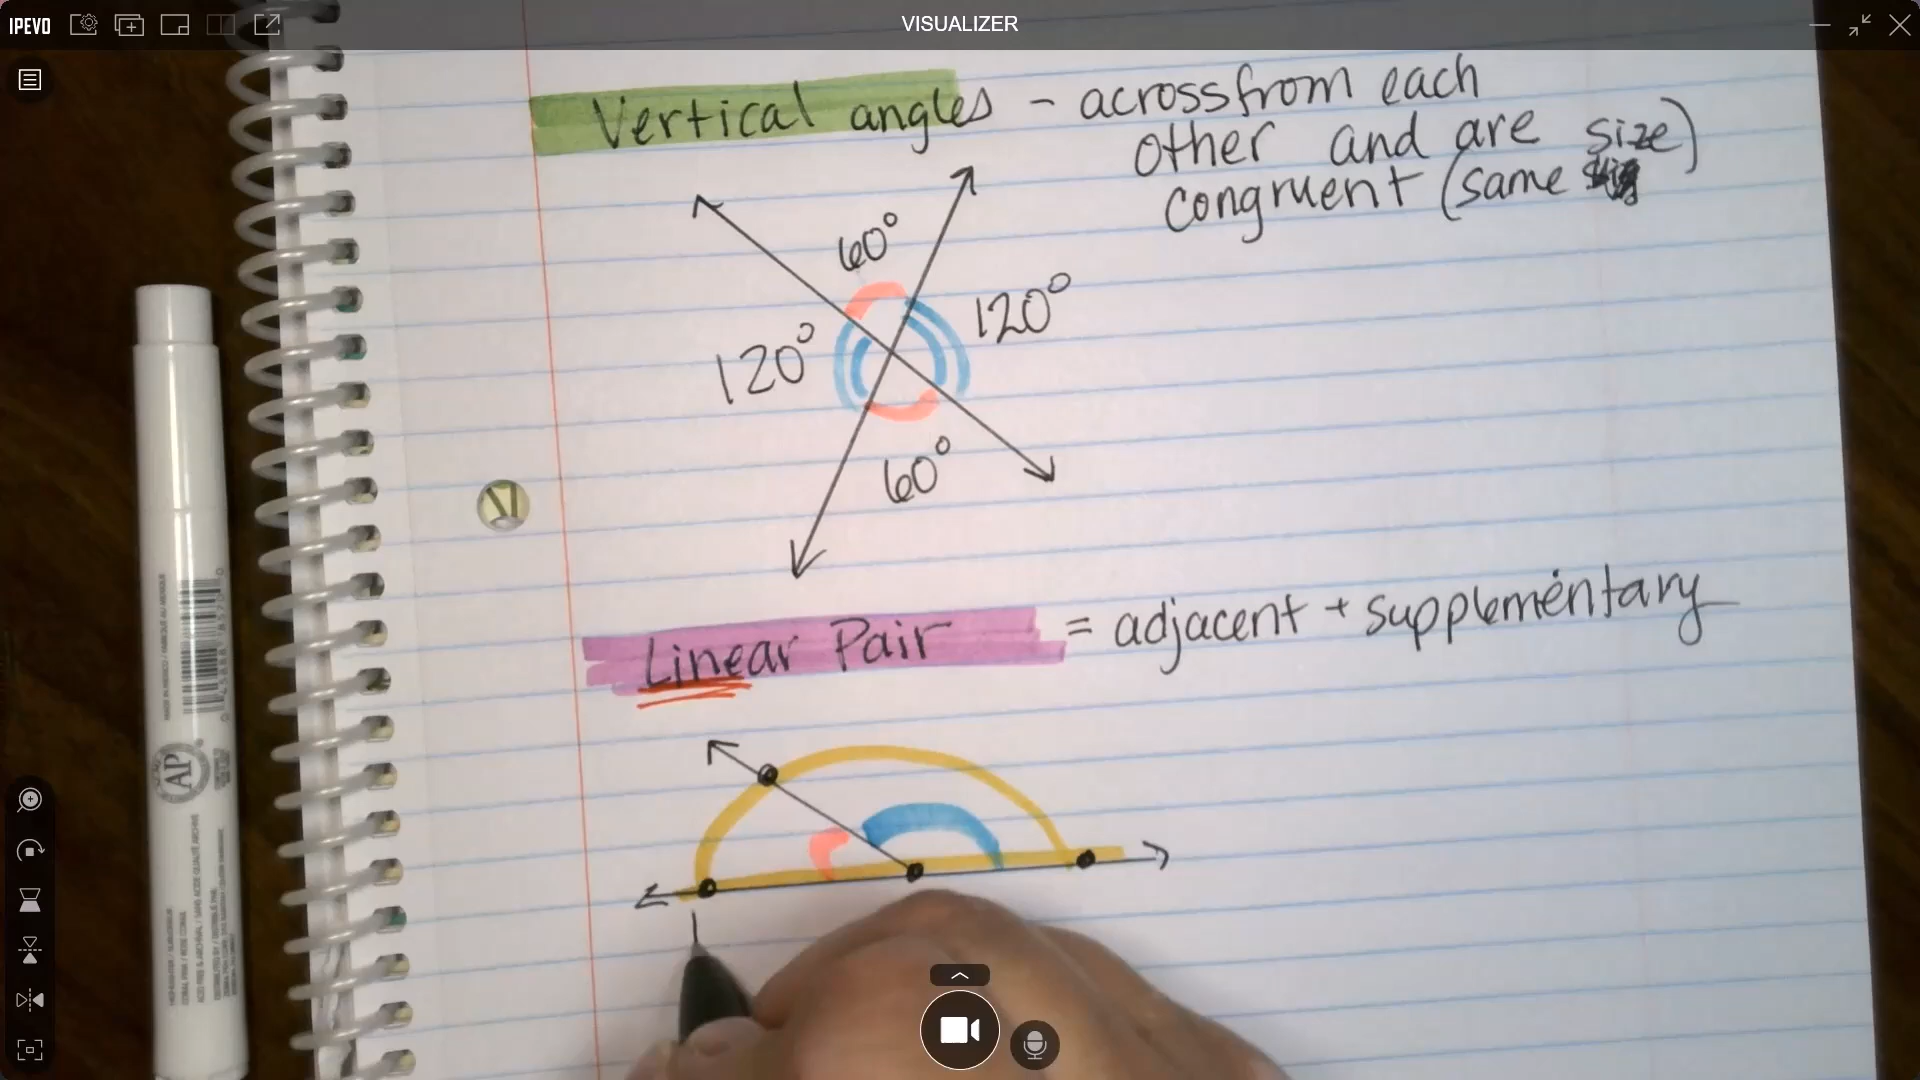 IPEVO
VISUALIZER
Vertical angles - across from each
other and are size)
congruent (same
60°
120°
120°
60°
Linear Pair = adjacent + supplementary
AP